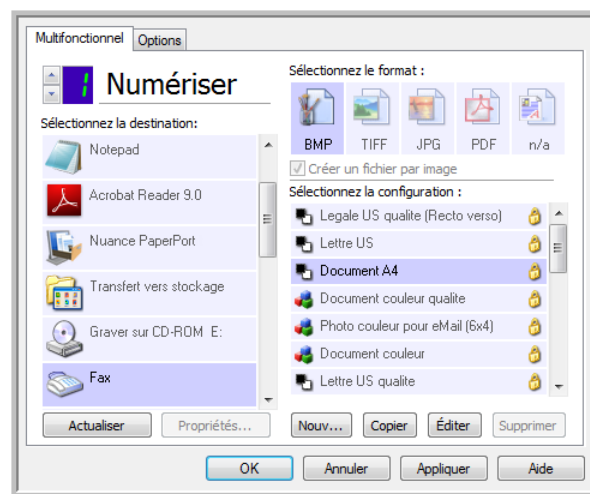 Multifonctionnel
Options
1
Numériser
Sélectionnez la destination:
Notepad
Acrobat Reader 9.0
Nuance PaperPort
Transfert vers stockage
Graver sur CD-ROM E:
Fax
Actualiser
Propriétés...
Sélectionnez le format :
BMP TIFF JPG PDF n/a
Créer un fichier par image
Sélectionnez la configuration :
Legale US qualite (Recto verso)
Lettre US
Document A4
Document couleur qualite
Photo couleur pour eMail (6x4)
Document couleur
Lettre US qualite
Nouv... Copier Éditer Supprimer
OK Annuler Appliquer Aide